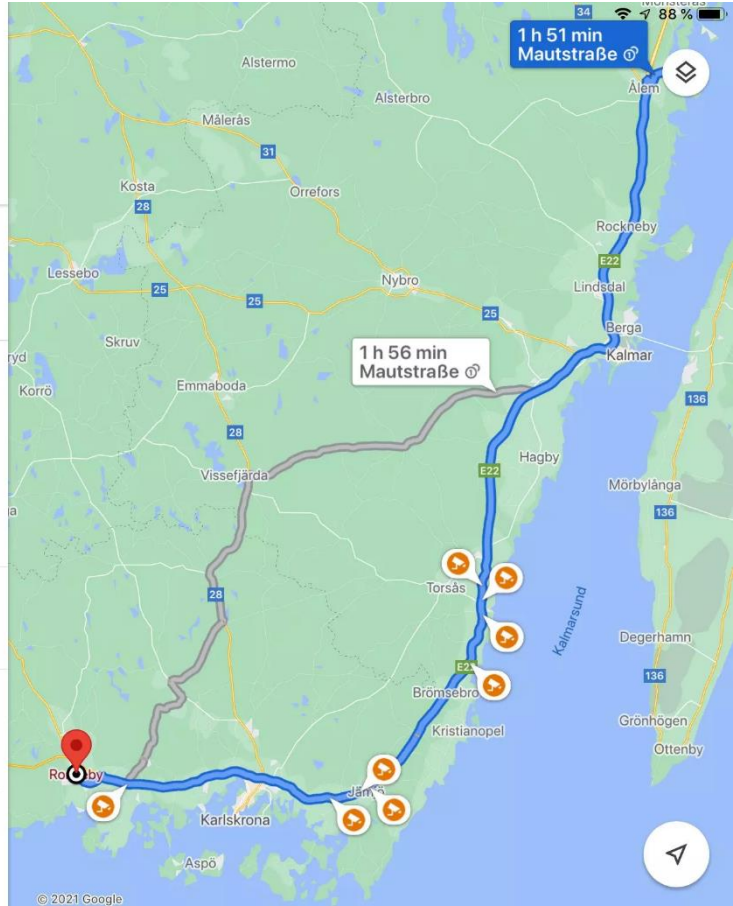 Mönsterås
34
88 %
1 h 51 min
Mautstraße
Ålem
Alstermo
Alsterbro
Målerås
31
Orrefors
Kosta
28
Rockneby
E22
Lessebo
Nybro
Lindsdal
25
25
25
Berga
Kalmar
Skruv
ryd
1 h 56 min
Mautstraße
Emmaboda
Korrö
136
28
Hagby
Vissefjärda
E22
Mörbylånga
136
28
Torsås
Kalmarsund
Degerhamn
136
Brömsebro
Grönhögen
Kristianopel
Ottenby
Karlskrona
Aspö
© 2021 Google